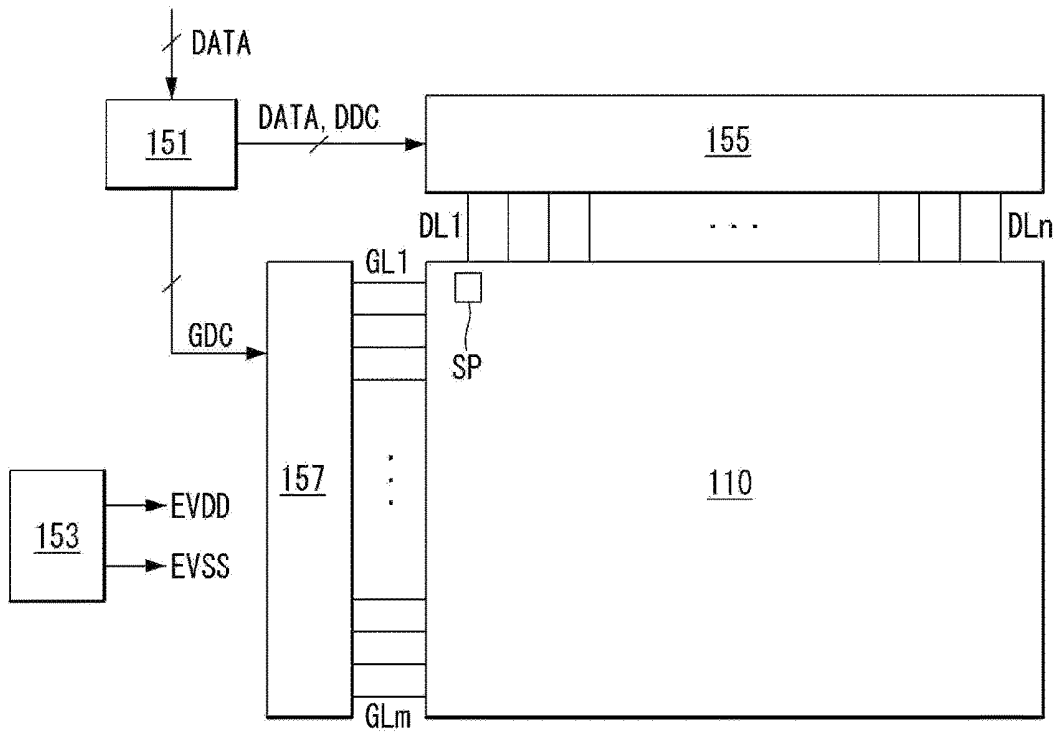 DATA
151
DATA, DDC
155
DL1
...
DLn
GL1
GDC
SP
157
110
153
EVDD
EVSS
GLm